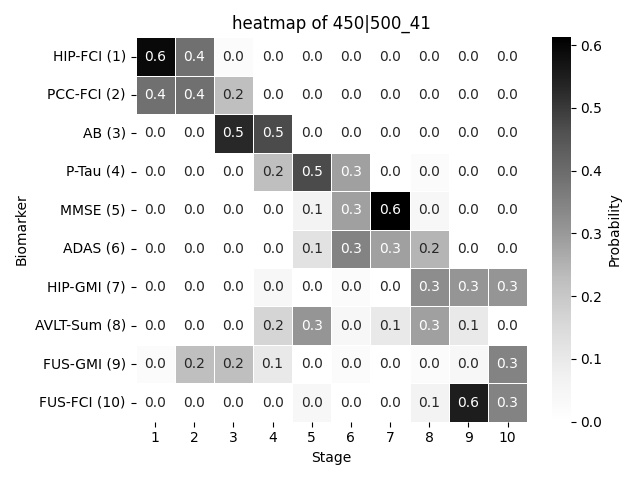 heatmap of 450|500_41
HIP-FCI (1) 0.6 0.4 0.0 0.0 0.0 0.0 0.0 0.0 0.0 0.0
PCC-FCI (2) 0.4 0.4 0.2 0.0 0.0 0.0 0.0 0.0 0.0 0.0
AB (3) 0.0 0.0 0.5 0.5 0.0 0.0 0.0 0.0 0.0 0.0
P-Tau (4) 0.0 0.0 0.0 0.2 0.5 0.3 0.0 0.0 0.0 0.0
MMSE (5) 0.0 0.0 0.0 0.0 0.1 0.3 0.6 0.0 0.0 0.0
ADAS (6) 0.0 0.0 0.0 0.0 0.1 0.3 0.3 0.2 0.0 0.0
HIP-GMI (7) 0.0 0.0 0.0 0.0 0.0 0.0 0.0 0.3 0.3 0.3
AVLT-Sum (8) 0.0 0.0 0.0 0.2 0.3 0.0 0.1 0.3 0.1 0.0
FUS-GMI (9) 0.0 0.2 0.2 0.1 0.0 0.0 0.0 0.0 0.0 0.3
FUS-FCI (10) 0.0 0.0 0.0 0.0 0.0 0.0 0.0 0.1 0.6 0.3
1 2 3 4 5 6 7 8 9 10
Stage
Biomarker
0.6
0.5
0.4
0.3
0.2
0.1
0.0
Probability